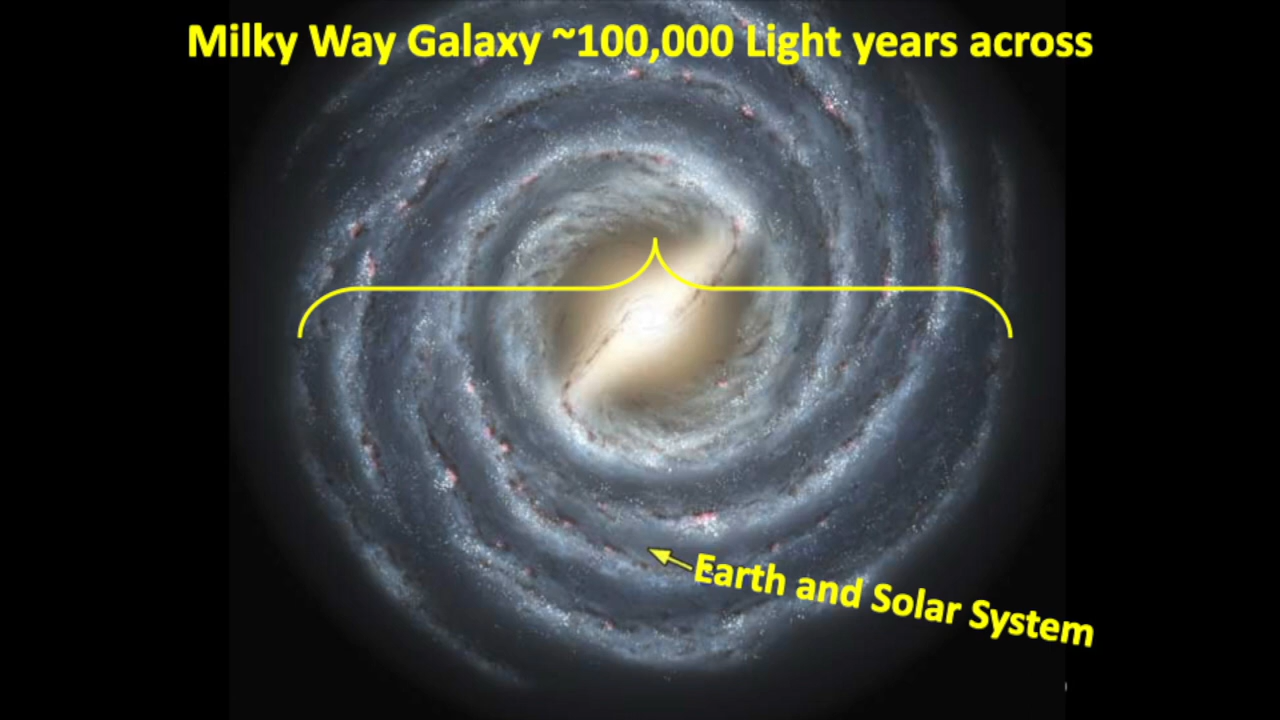 Milky Way Galaxy ~100,000 Light years across
Earth and Solar System